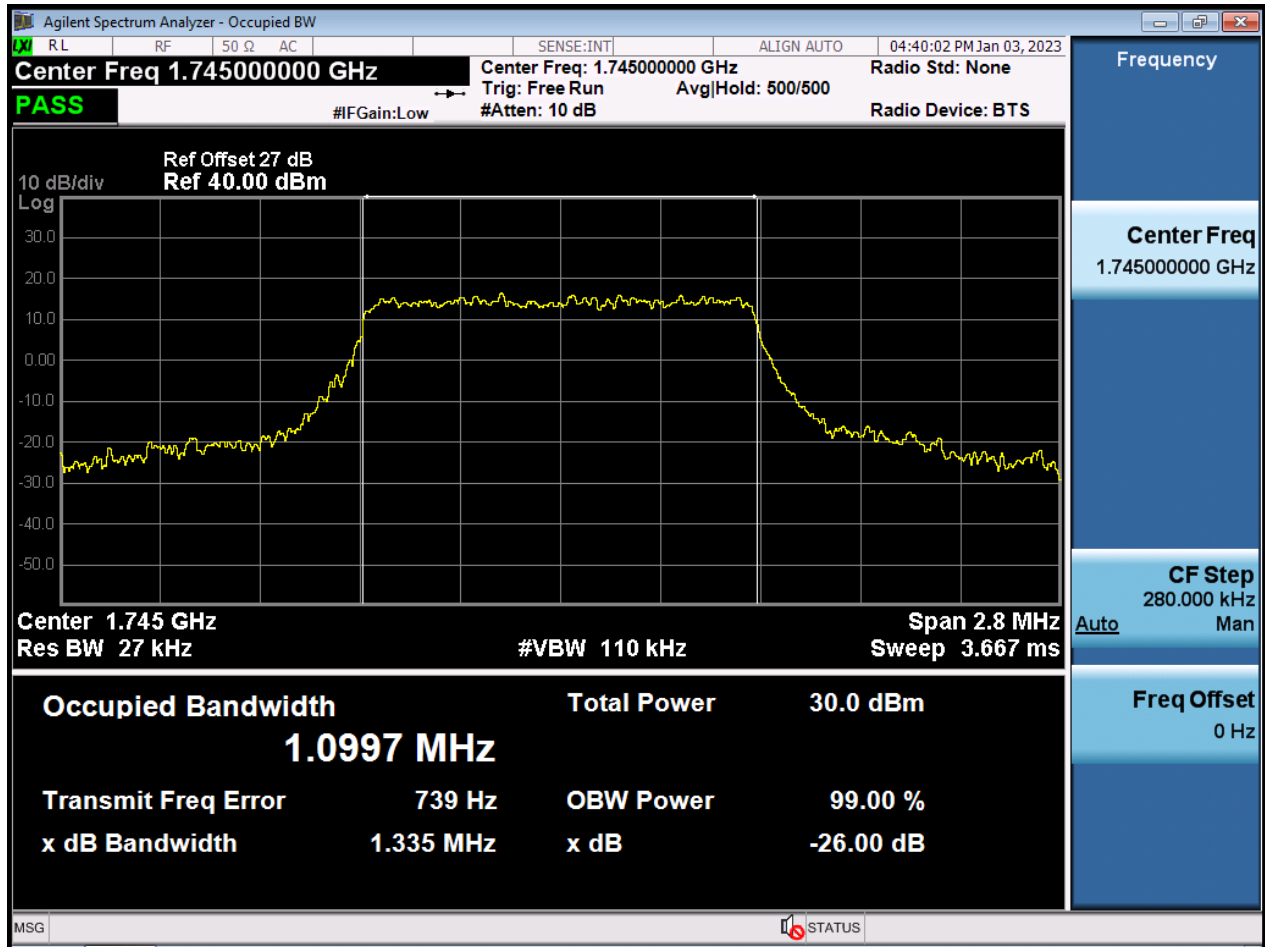 Agilent Spectrum Analyzer - Occupied BW
LXI RL RF 50 Ω AC SENSE:INT ALIGN AUTO 04:40:02 PM Jan 03, 2023
Center Freq 1.745000000 GHz
PASS
#IFGain:Low
Center Freq: 1.745000000 GHz
Trig: Free Run Avg|Hold: 500/500
#Atten: 10 dB
Radio Std: None
Radio Device: BTS
Ref Offset 27 dB
10 dB/div Ref 40.00 dBm
Log
30.0
20.0
10.0
0.00
-10.0
-20.0
-30.0
-40.0
-50.0
Center 1.745 GHz Span 2.8 MHz
Res BW 27 kHz #VBW 110 kHz Sweep 3.667 ms
Occupied Bandwidth Total Power 30.0 dBm
1.0997 MHz
Transmit Freq Error 739 Hz OBW Power 99.00 %
x dB Bandwidth 1.335 MHz x dB -26.00 dB
MSG STATUS
Frequency
Center Freq
1.745000000 GHz
CF Step
280.000 kHz
Auto Man
Freq Offset
0 Hz